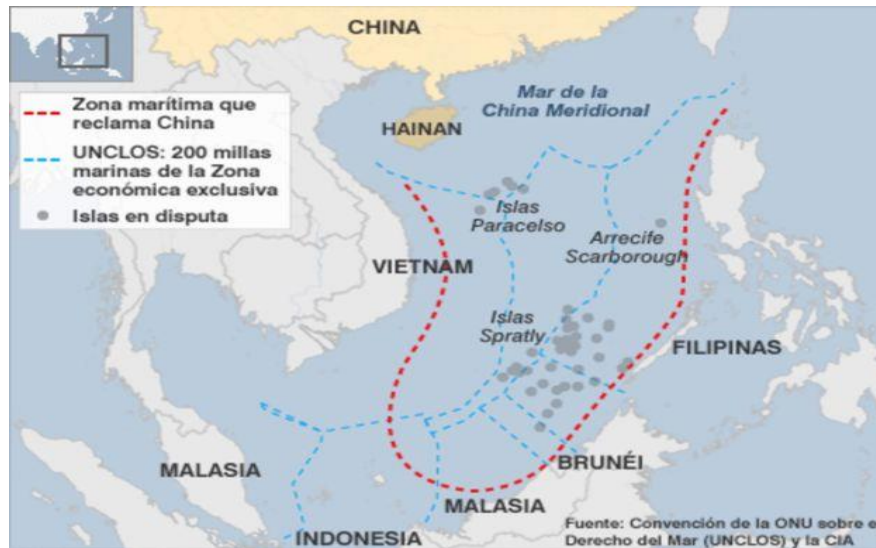 CHINA
Mar de la
China Meridional
Zona marítima que
reclama China
UNCLOS: 200 millas
marinas de la Zona
económica exclusiva
Islas en disputa
HAINAN
Islas
Paracelso
Arrecife
Scarborough
VIETNAM
Islas
Spratly
FILIPINAS
MALASIA
BRUNÉI
MALASIA
INDONESIA
Fuente: Convención de la ONU sobre e
Derecho del Mar (UNCLOS) y la CIA